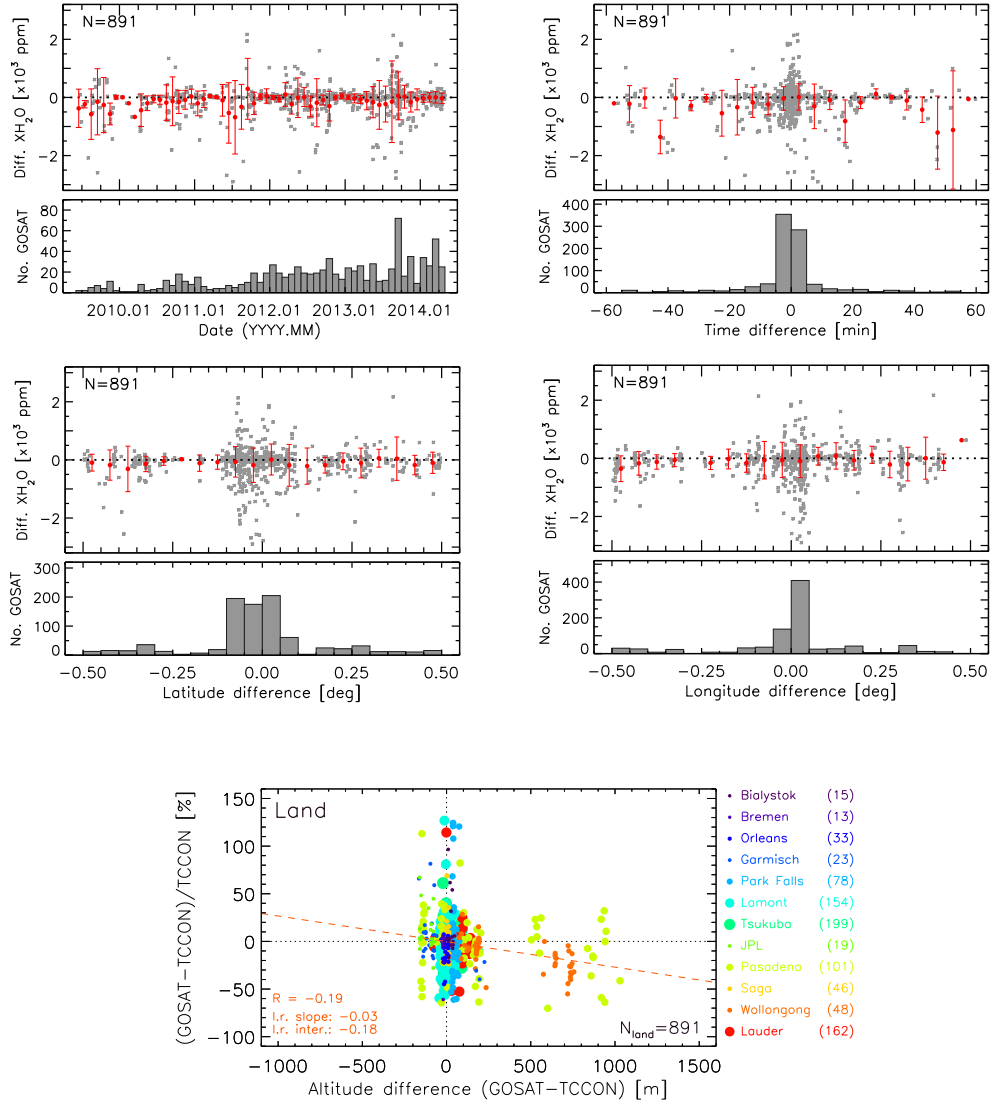 N=891
Diff. XH2O [x10³ ppm]
2
0
−2
No. GOSAT
80
60
40
20
0
2010.01 2011.01 2012.01 2013.01 2014.01
Date (YYYY.MM)
N=891
Diff. XH2O [x10³ ppm]
2
0
−2
No. GOSAT
400
300
200
100
0
−60 −40 −20 0 20 40 60
Time difference [min]
N=891
Diff. XH2O [x10³ ppm]
2
0
−2
No. GOSAT
300
200
100
0
−0.50 −0.25 0.00 0.25 0.50
Latitude difference [deg]
N=891
Diff. XH2O [x10³ ppm]
2
0
−2
No. GOSAT
400
200
0
−0.50 −0.25 0.00 0.25 0.50
Longitude difference [deg]
Land
(GOSAT−TCCON)/TCCON [%]
150
100
50
0
−50
−100
R = −0.19
l.r. slope: −0.03
l.r. inter.: −0.18
Nland=891
−1000 −500 0 500 1000 1500
Altitude difference (GOSAT−TCCON) [m]
Bialystok (15)
Bremen (13)
Orleans (33)
Garmisch (23)
Park Falls (78)
Lamont (154)
Tsukuba (199)
JPL (19)
Pasadena (101)
Saga (46)
Wollongong (48)
Lauder (162)